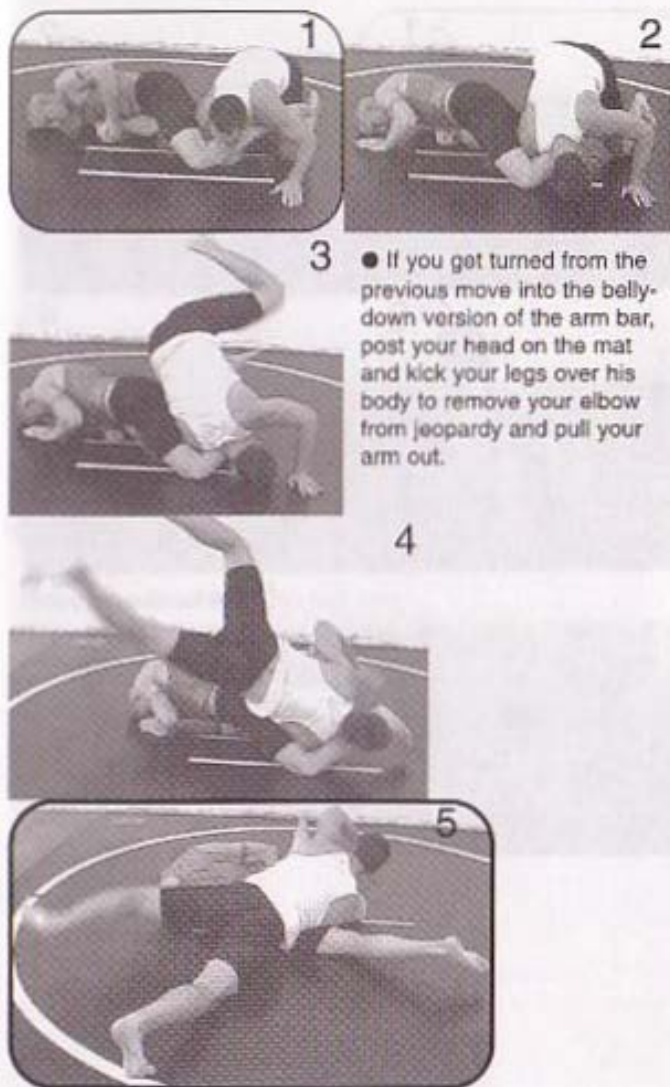 1
2
3
● If you get turned from the
previous move into the belly-
down version of the arm bar,
post your head on the mat
and kick your legs over his
body to remove your elbow
from jeopardy and pull your
arm out.
4
5